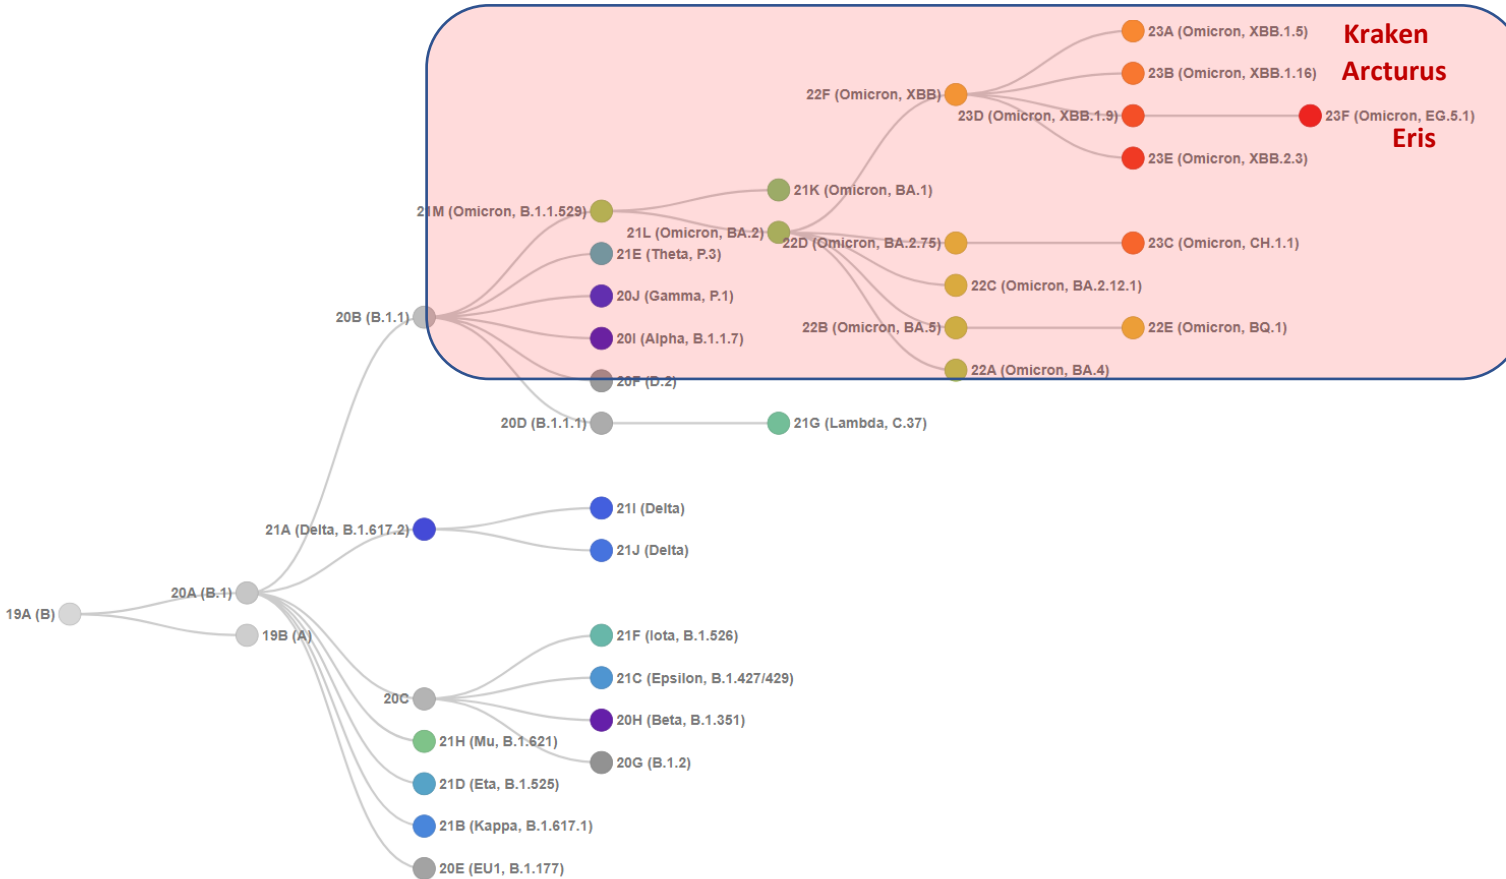 23A (Omicron, XBB.1.5)
Kraken
23B (Omicron, XBB.1.16)
Arcturus
22F (Omicron, XBB)
23D (Omicron, XBB.1.9)
23F (Omicron, EG.5.1)
Eris
23E (Omicron, XBB.2.3)
21K (Omicron, BA.1)
21M (Omicron, B.1.1.529)
21L (Omicron, BA.2)
22D (Omicron, BA.2.75)
23C (Omicron, CH.1.1)
21E (Theta, P.3)
22C (Omicron, BA.2.12.1)
20J (Gamma, P.1)
20B (B.1.1)
22B (Omicron, BA.5)
22E (Omicron, BQ.1)
20I (Alpha, B.1.1.7)
22A (Omicron, BA.4)
20F (D.2)
20D (B.1.1.1)
21G (Lambda, C.37)
21I (Delta)
21A (Delta, B.1.617.2)
21J (Delta)
20A (B.1)
19A (B)
19B (A)
21F (Iota, B.1.526)
21C (Epsilon, B.1.427/429)
20C
20H (Beta, B.1.351)
21H (Mu, B.1.621)
20G (B.1.2)
21D (Eta, B.1.525)
21B (Kappa, B.1.617.1)
20E (EU1, B.1.177)